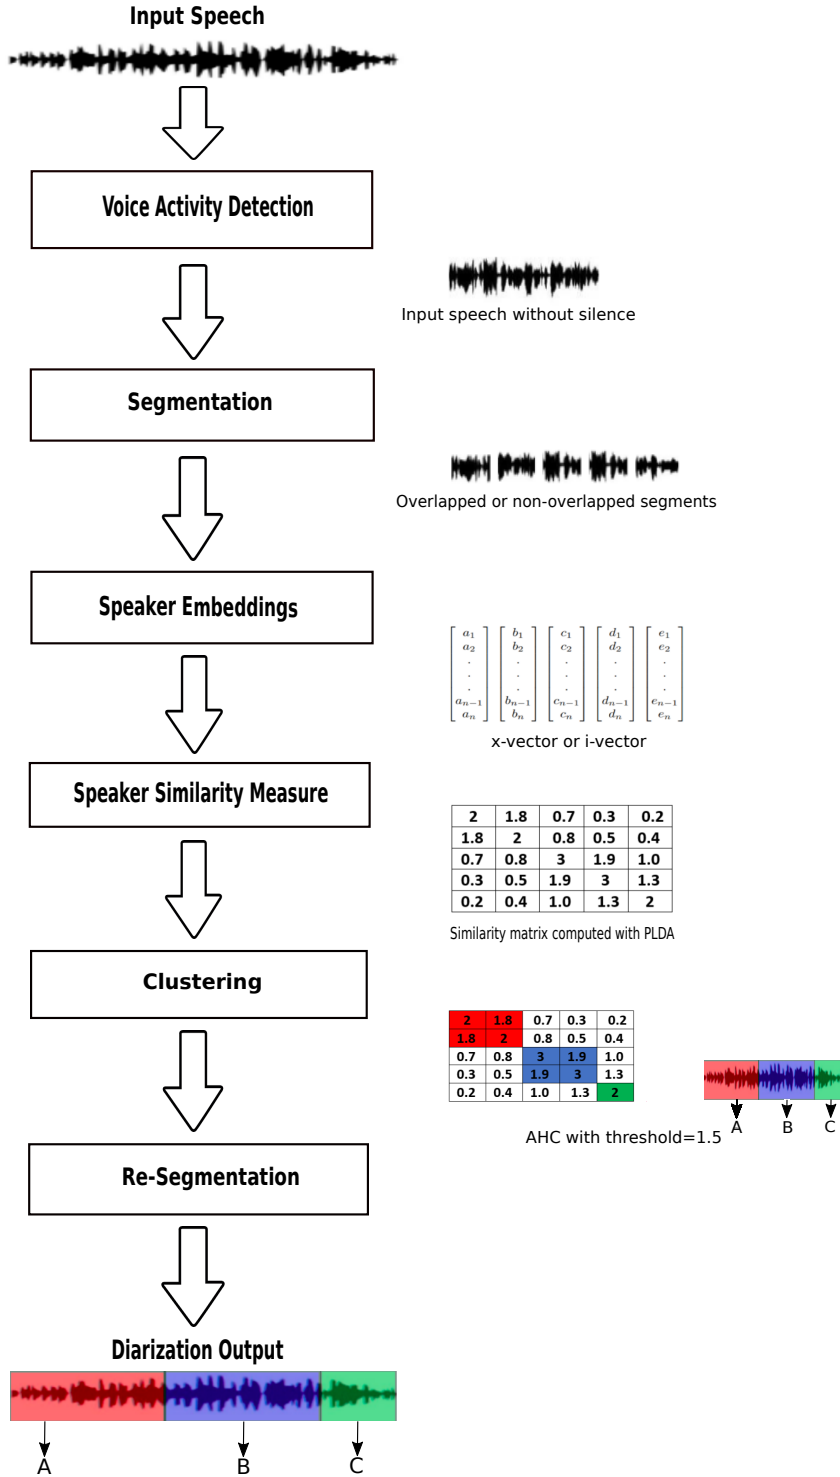 Input Speech
Voice Activity Detection
Input speech without silence
Segmentation
Overlapped or non-overlapped segments
Speaker Embeddings
a₁ b₁ c₁ d₁ e₁
a₂ b₂ c₂ d₂ e₂
. . . . .
. . . . .
. . . . .
aₙ₋₁ bₙ₋₁ cₙ₋₁ dₙ₋₁ eₙ₋₁
aₙ bₙ cₙ dₙ eₙ
x-vector or i-vector
Speaker Similarity Measure
2 1.8 0.7 0.3 0.2
1.8 2 0.8 0.5 0.4
0.7 0.8 3 1.9 1.0
0.3 0.5 1.9 3 1.3
0.2 0.4 1.0 1.3 2
Similarity matrix computed with PLDA
Clustering
2 1.8 0.7 0.3 0.2
1.8 2 0.8 0.5 0.4
0.7 0.8 3 1.9 1.0
0.3 0.5 1.9 3 1.3
0.2 0.4 1.0 1.3 2
A B C
AHC with threshold=1.5
Re-Segmentation
Diarization Output
A B C